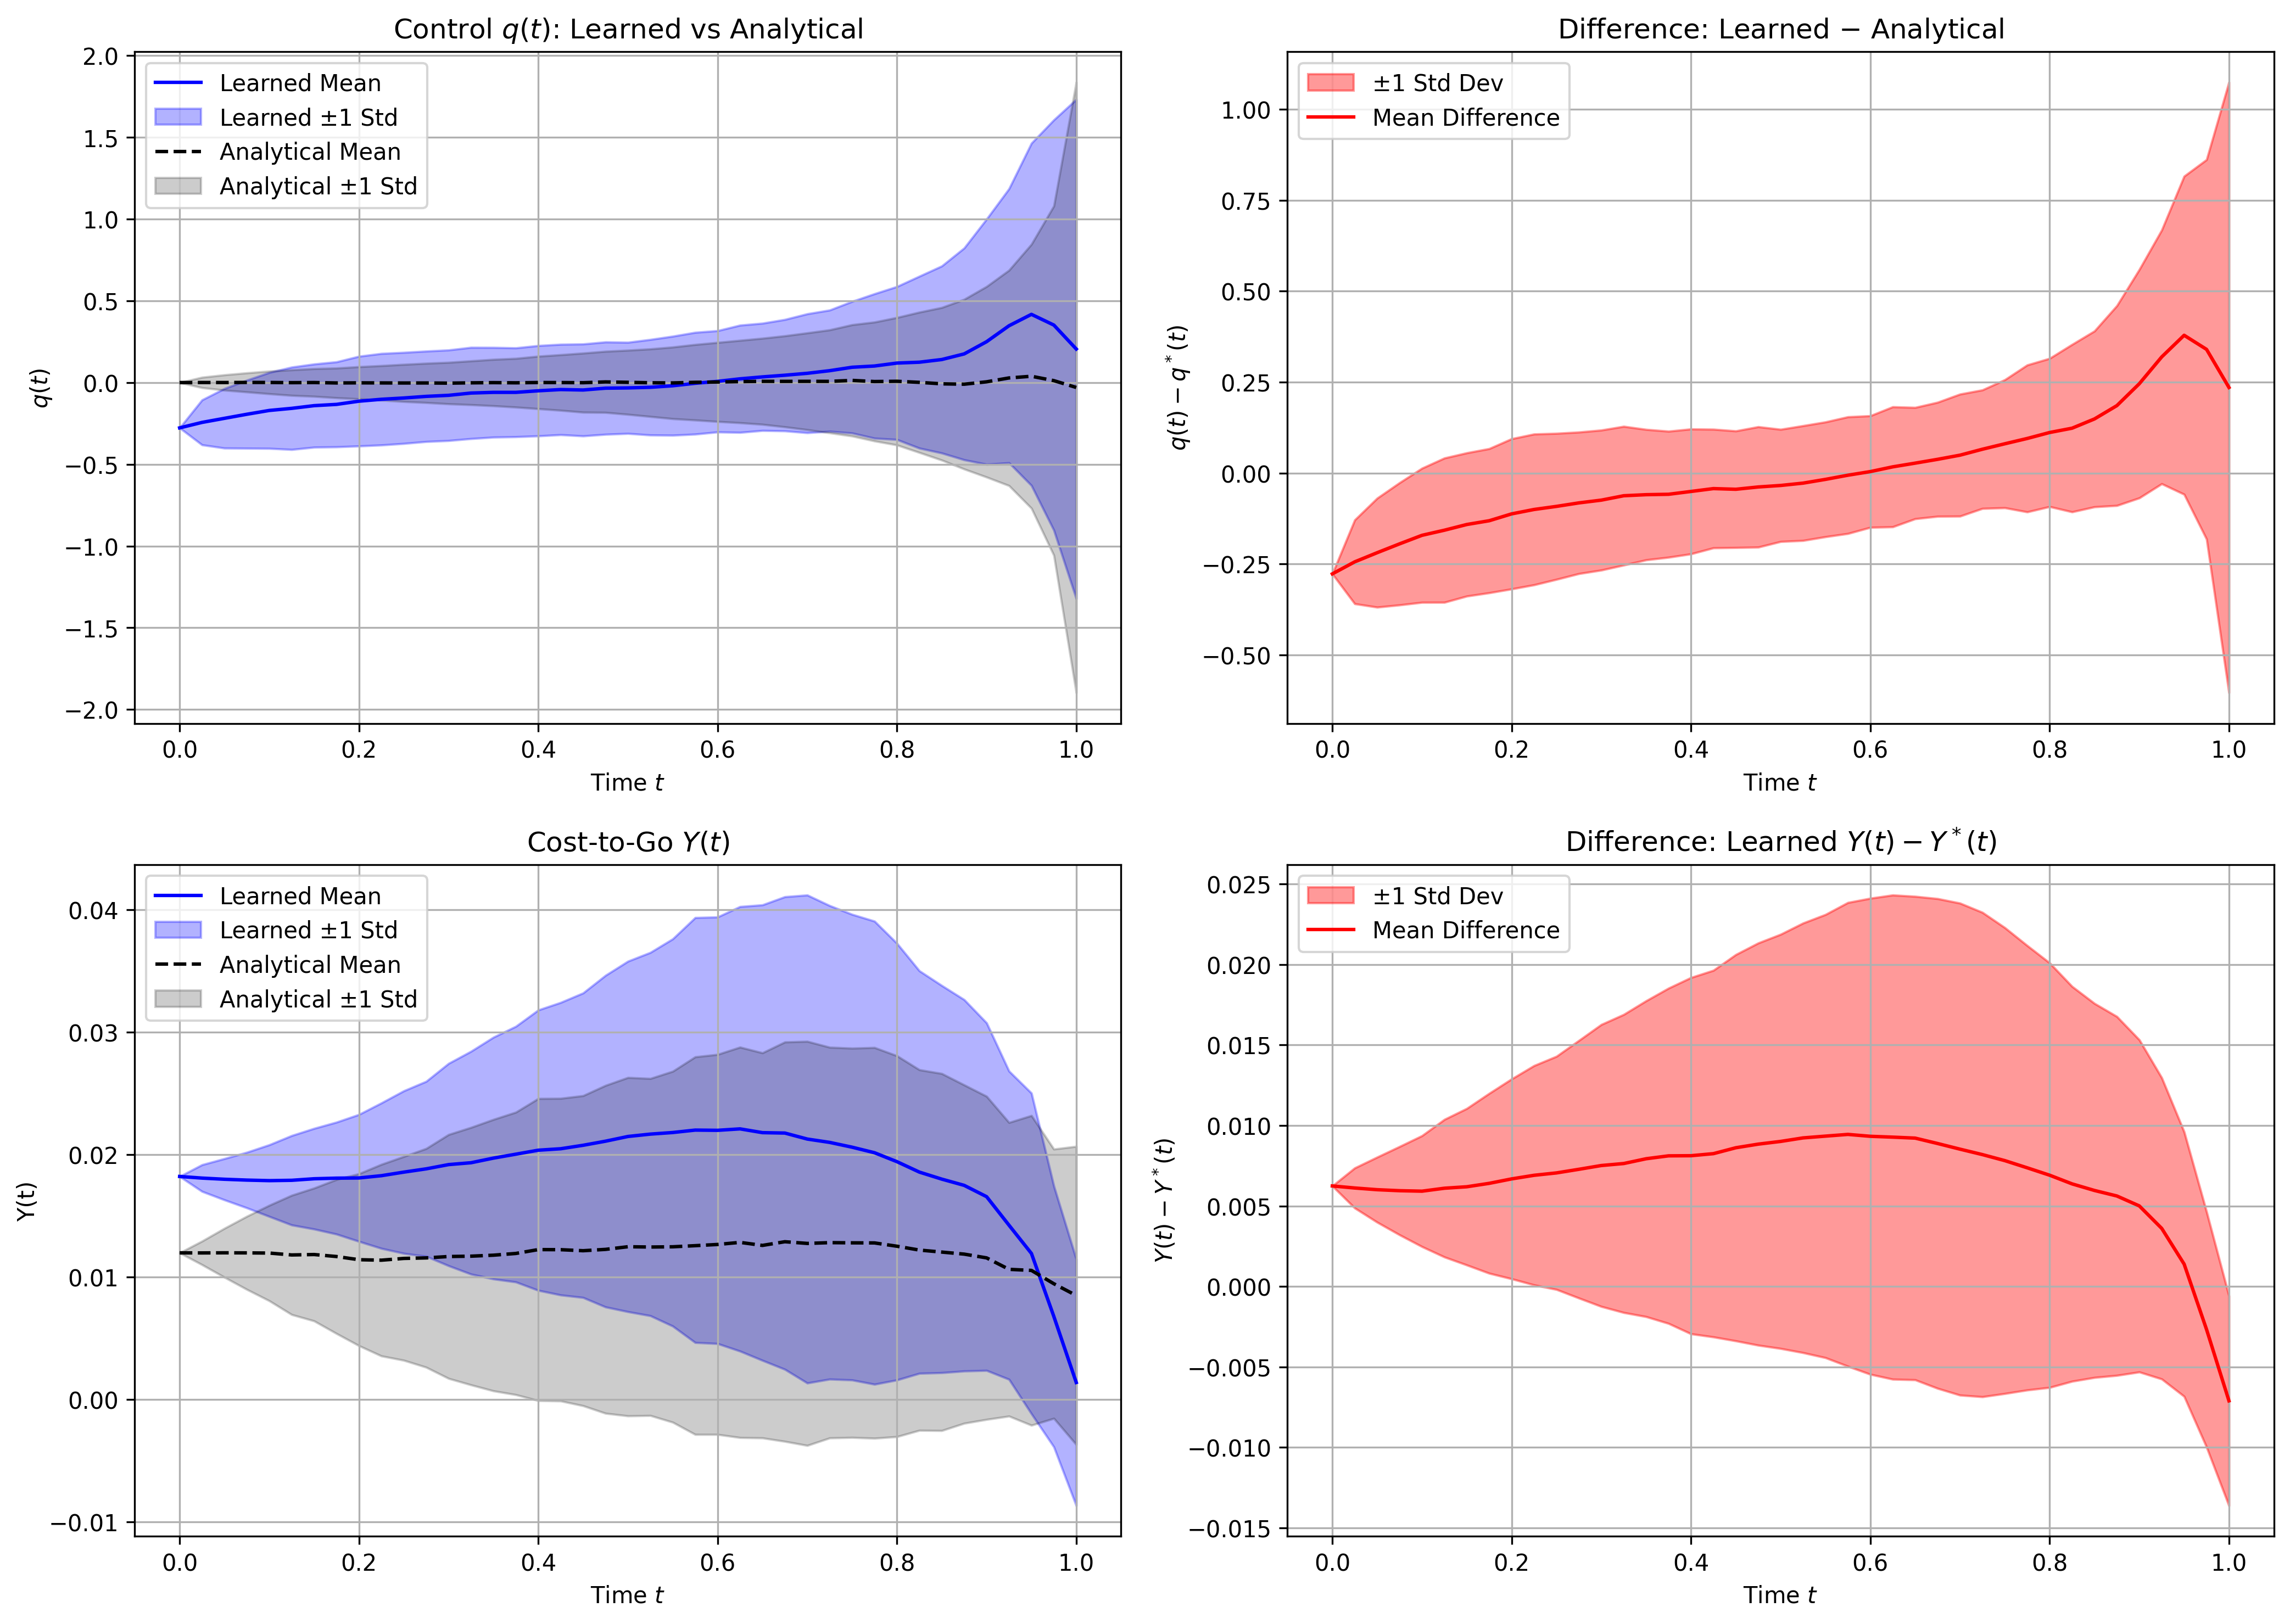 Control q(t): Learned vs Analytical
Learned Mean
Learned ±1 Std
Analytical Mean
Analytical ±1 Std
q(t)
2.0
1.5
1.0
0.5
0.0
−0.5
−1.0
−1.5
−2.0
0.0 0.2 0.4 0.6 0.8 1.0
Time t
Difference: Learned − Analytical
±1 Std Dev
Mean Difference
q(t) − q*(t)
1.00
0.75
0.50
0.25
0.00
−0.25
−0.50
0.0 0.2 0.4 0.6 0.8 1.0
Time t
Cost-to-Go Y(t)
Learned Mean
Learned ±1 Std
Analytical Mean
Analytical ±1 Std
Y(t)
0.04
0.03
0.02
0.01
0.00
−0.01
0.0 0.2 0.4 0.6 0.8 1.0
Time t
Difference: Learned Y(t) − Y*(t)
±1 Std Dev
Mean Difference
Y(t) − Y*(t)
0.025
0.020
0.015
0.010
0.005
0.000
−0.005
−0.010
−0.015
0.0 0.2 0.4 0.6 0.8 1.0
Time t